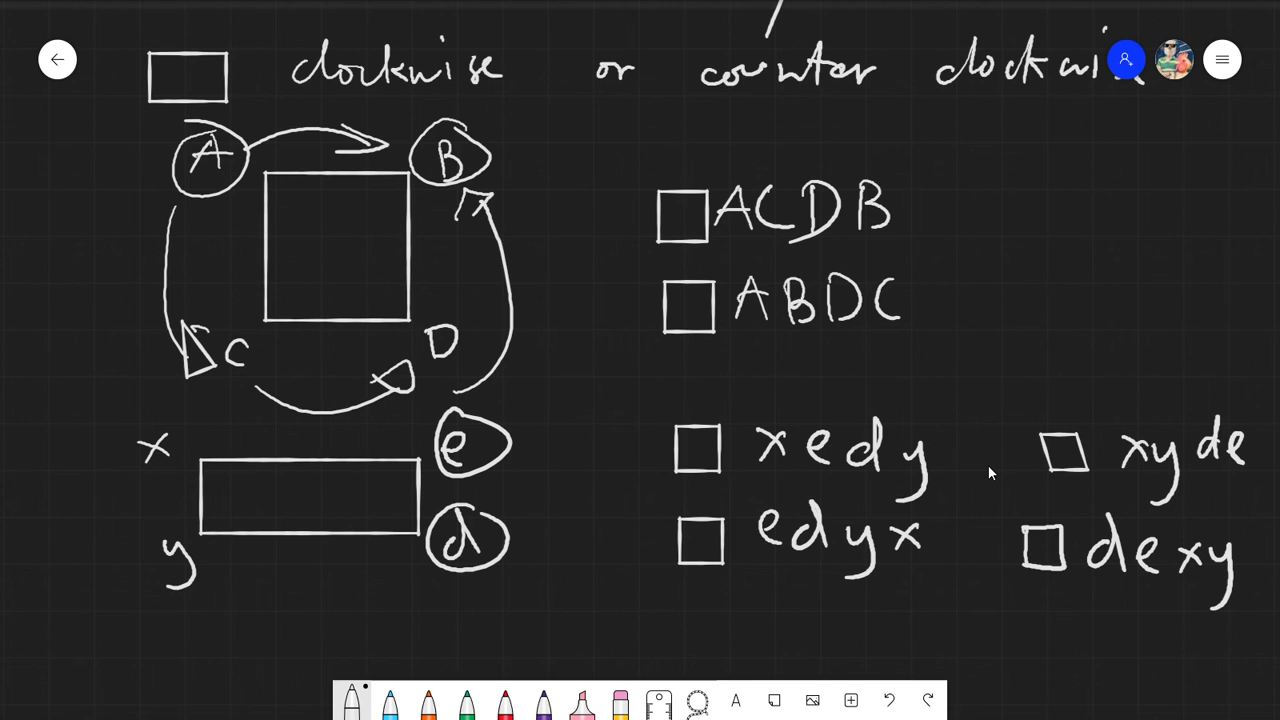 clockwise or counter clockwi
A B
ACDB
ABDC
C D
x e xedy xyde
y d edyx dexy
A